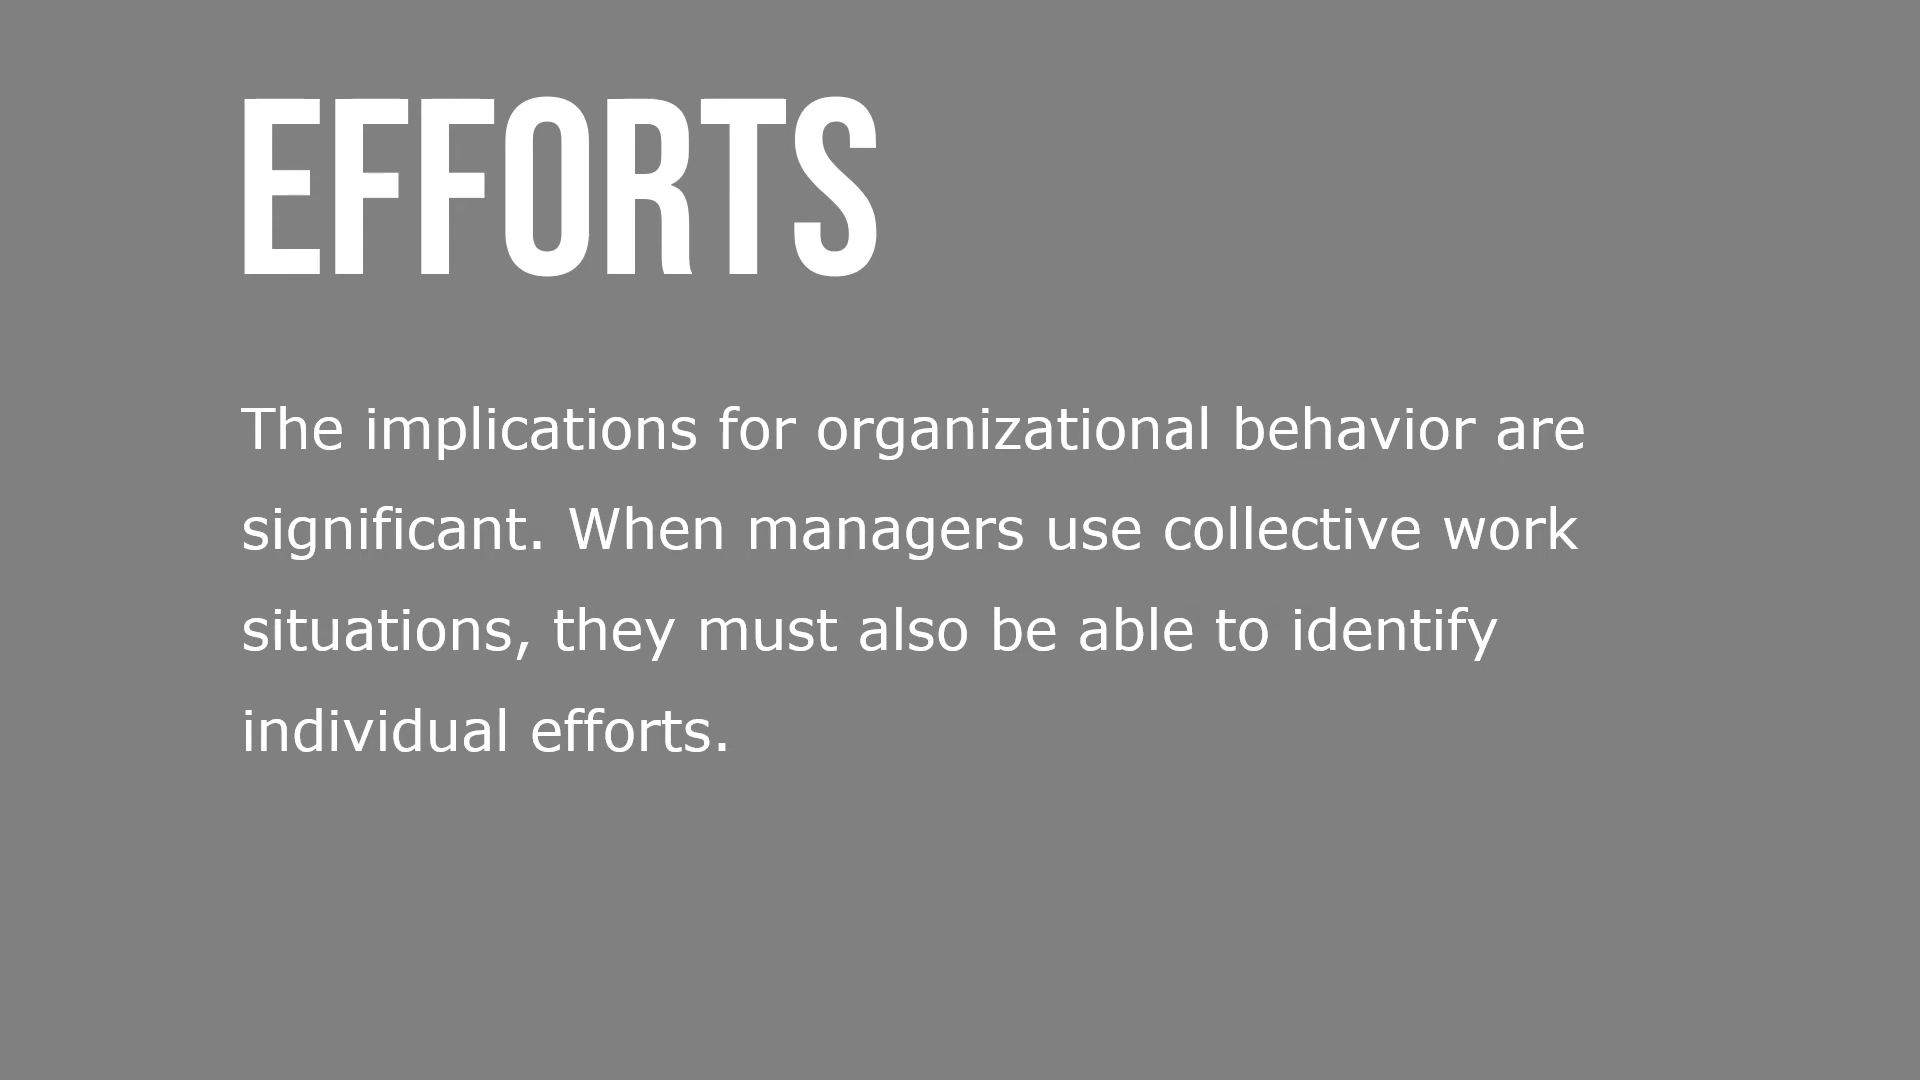 EFFORTS
The implications for organizational behavior are
significant. When managers use collective work
situations, they must also be able to identify
individual efforts.